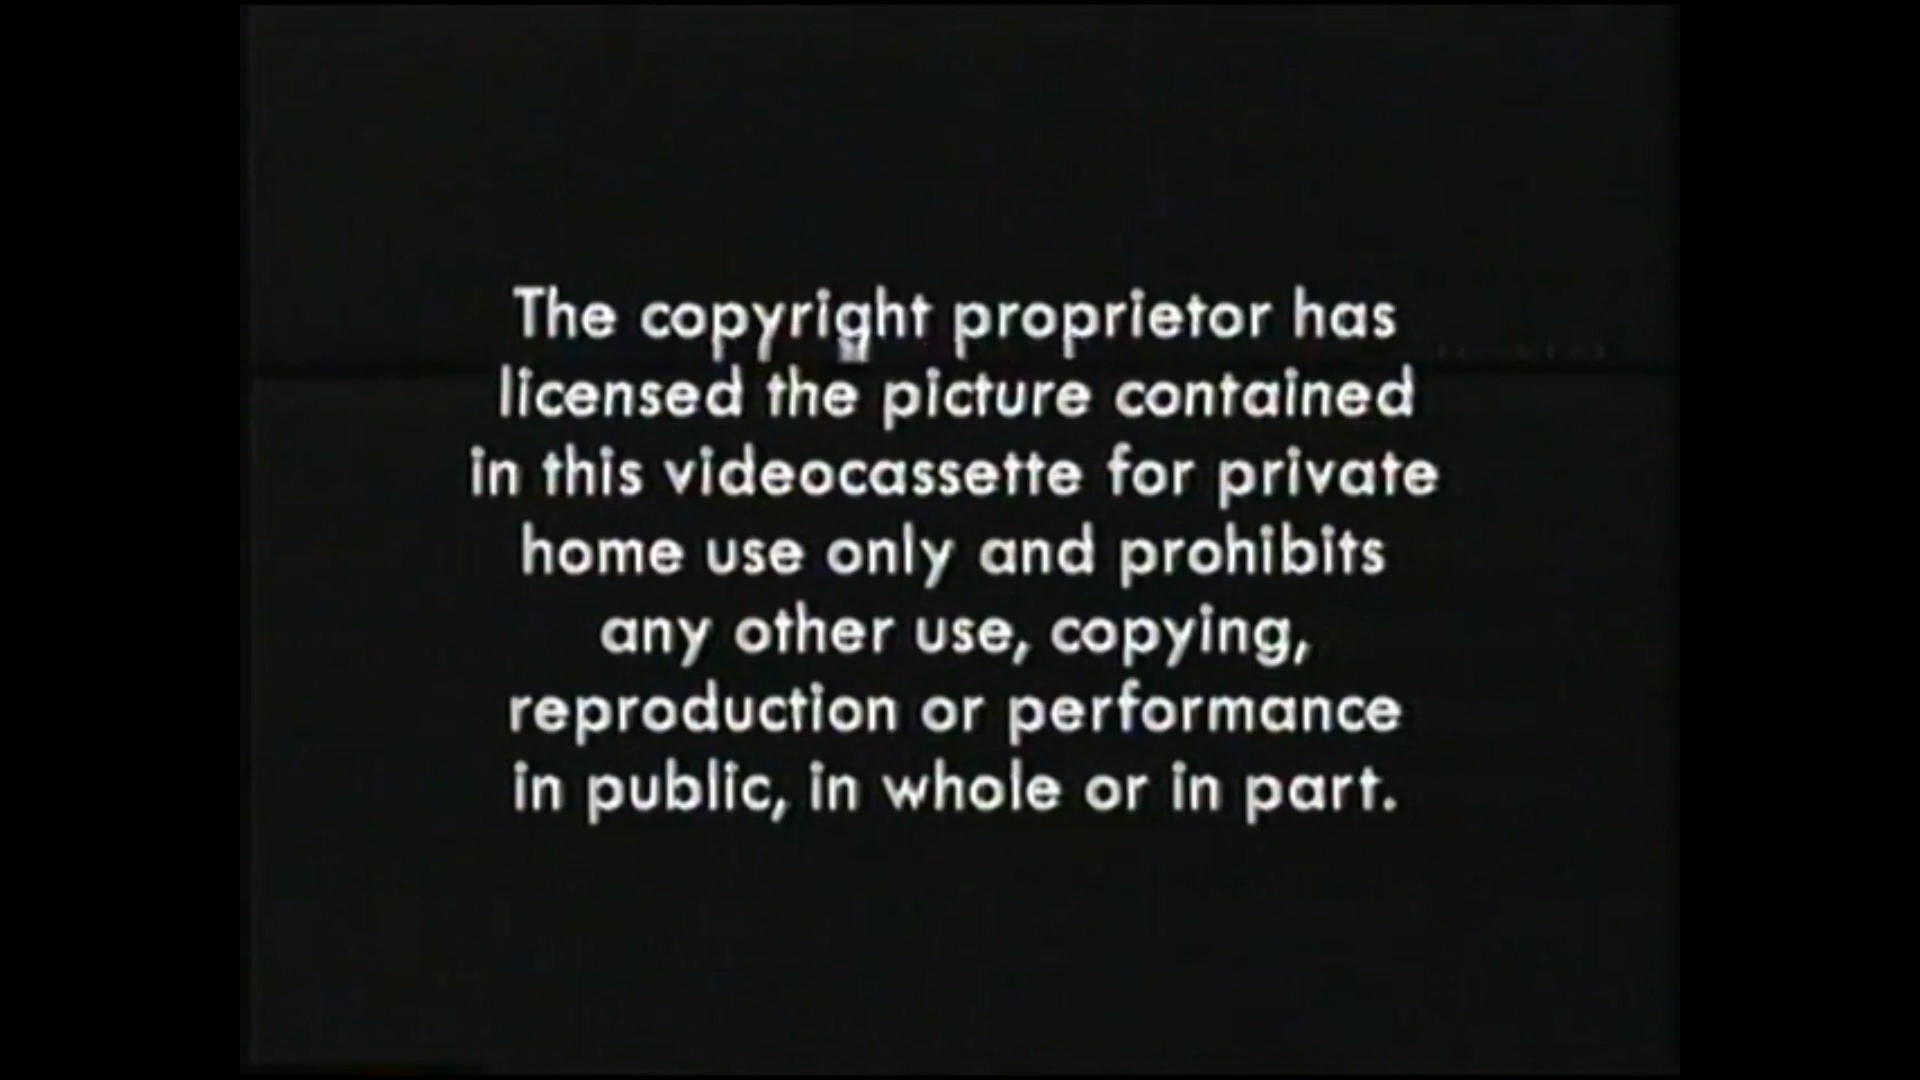 The copyright proprietor has
licensed the picture contained
in this videocassette for private
home use only and prohibits
any other use, copying,
reproduction or performance
in public, in whole or in part.